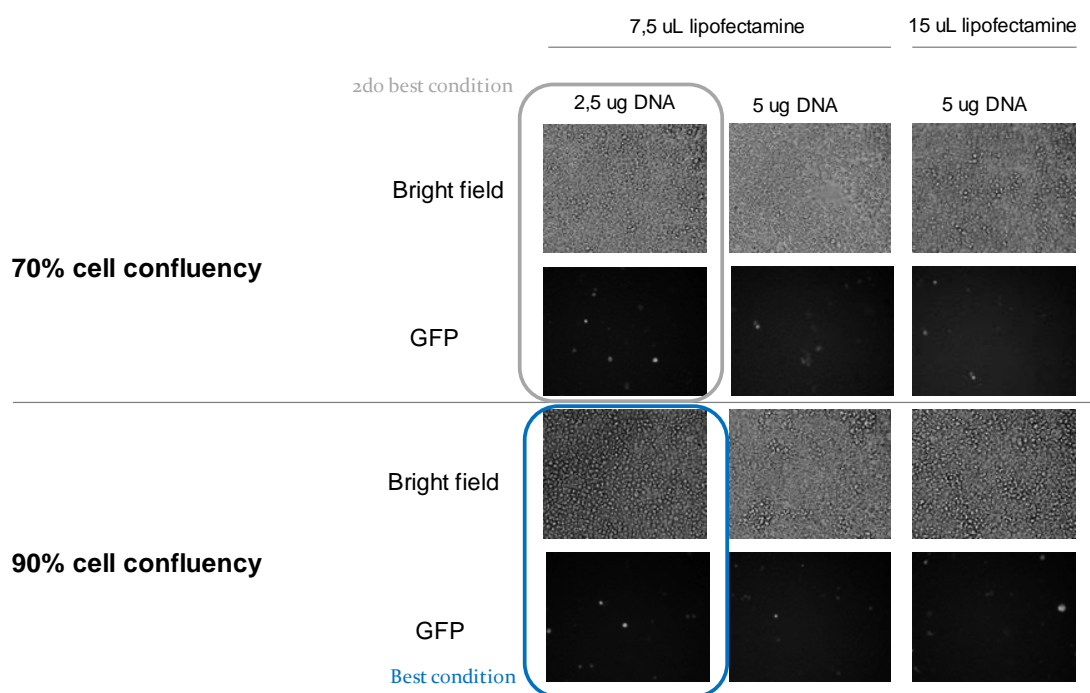 7,5 uL lipofectamine
15 uL lipofectamine
2do best condition
2,5 ug DNA
5 ug DNA
5 ug DNA
Bright field
70% cell confluency
GFP
Bright field
90% cell confluency
GFP
Best condition